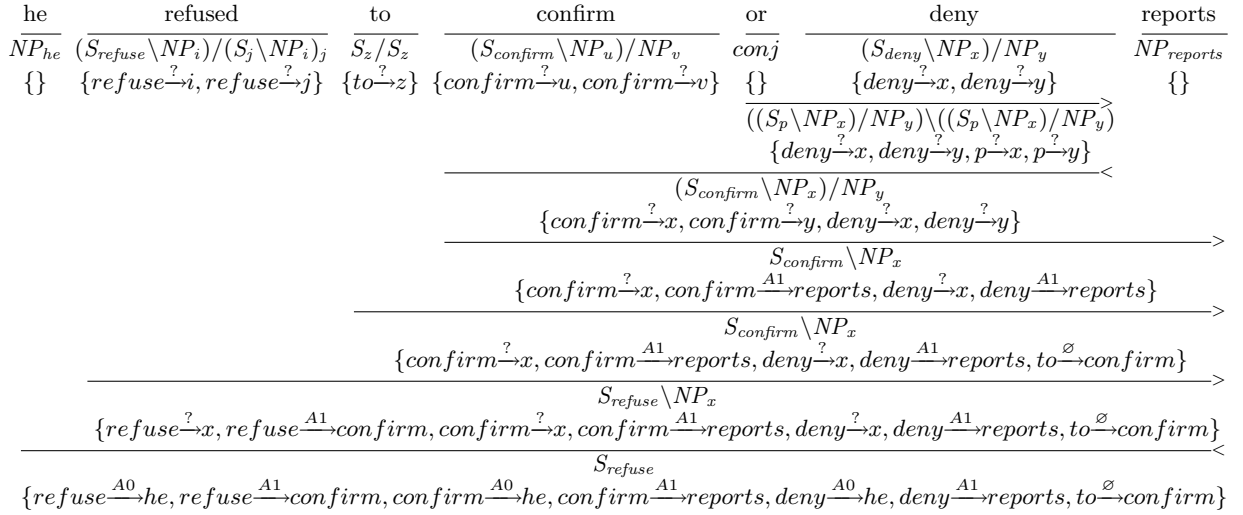 he refused to confirm or deny reports
NP_he (S_refuse\NP_i)/(S_j\NP_i)_j S_z/S_z (S_confirm\NP_u)/NP_v conj (S_deny\NP_x)/NP_y NP_reports
{} {refuse –?→ i, refuse –?→ j} {to –?→ z} {confirm –?→ u, confirm –?→ v} {} {deny –?→ x, deny –?→ y} {}
>
((S_p\NP_x)/NP_y)\((S_p\NP_x)/NP_y)
{deny –?→ x, deny –?→ y, p –?→ x, p –?→ y}
<
(S_confirm\NP_x)/NP_y
{confirm –?→ x, confirm –?→ y, deny –?→ x, deny –?→ y}
>
S_confirm\NP_x
{confirm –?→ x, confirm –A1→ reports, deny –?→ x, deny –A1→ reports}
>
S_confirm\NP_x
{confirm –?→ x, confirm –A1→ reports, deny –?→ x, deny –A1→ reports, to –∅→ confirm}
>
S_refuse\NP_x
{refuse –?→ x, refuse –A1→ confirm, confirm –?→ x, confirm –A1→ reports, deny –?→ x, deny –A1→ reports, to –∅→ confirm}
<
S_refuse
{refuse –A0→ he, refuse –A1→ confirm, confirm –A0→ he, confirm –A1→ reports, deny –A0→ he, deny –A1→ reports, to –∅→ confirm}